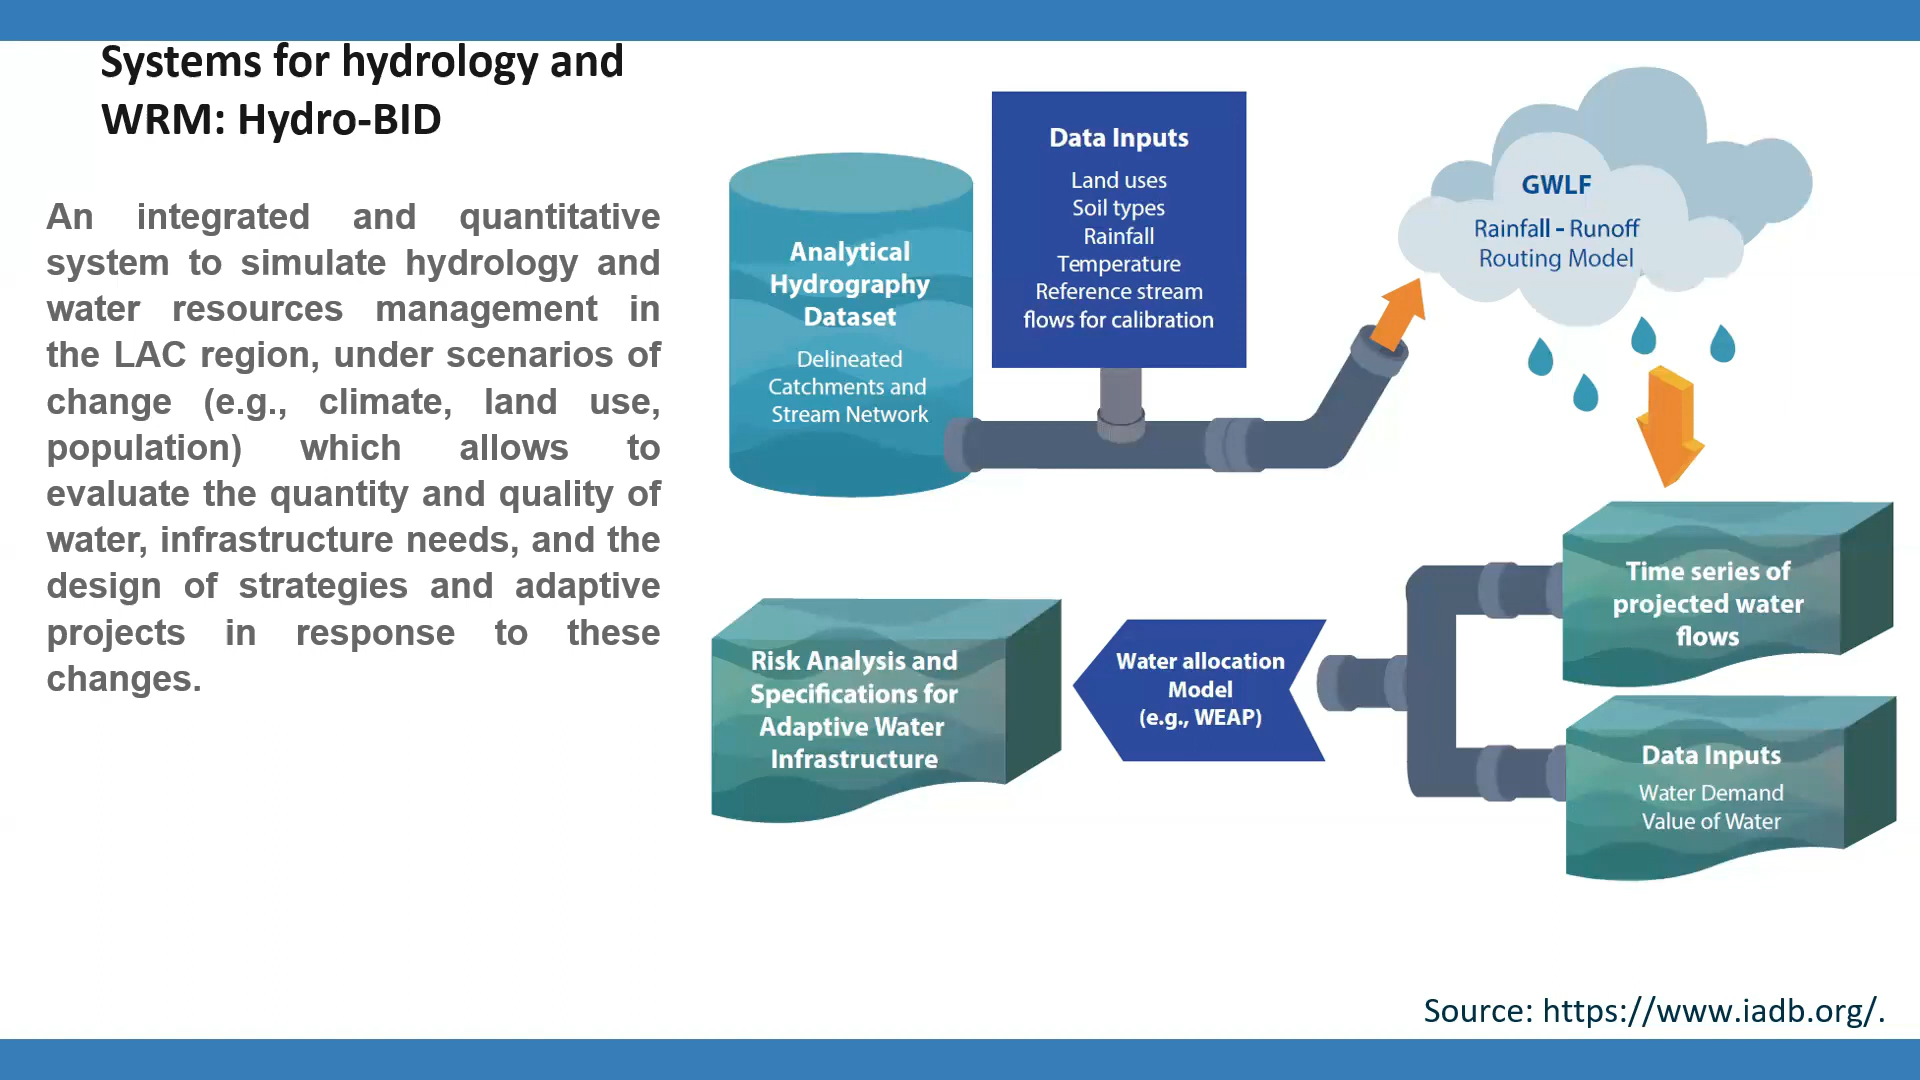 Systems for hydrology and
WRM: Hydro-BID
An integrated and quantitative
system to simulate hydrology and
water resources management in
the LAC region, under scenarios of
change (e.g., climate, land use,
population) which allows to
evaluate the quantity and quality of
water, infrastructure needs, and the
design of strategies and adaptive
projects in response to these
changes.
Analytical
Hydrography
Dataset
Delineated
Catchments and
Stream Network
Data Inputs
Land uses
Soil types
Rainfall
Temperature
Reference stream
flows for calibration
GWLF
Rainfall - Runoff
Routing Model
Time series of
projected water
flows
Data Inputs
Water Demand
Value of Water
Water allocation
Model
(e.g., WEAP)
Risk Analysis and
Specifications for
Adaptive Water
Infrastructure
Source: https://www.iadb.org/.